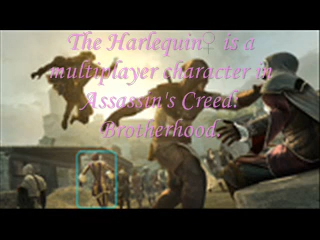 The Harlequin♀ is a
multiplayer character in
Assassin's Creed:
Brotherhood.